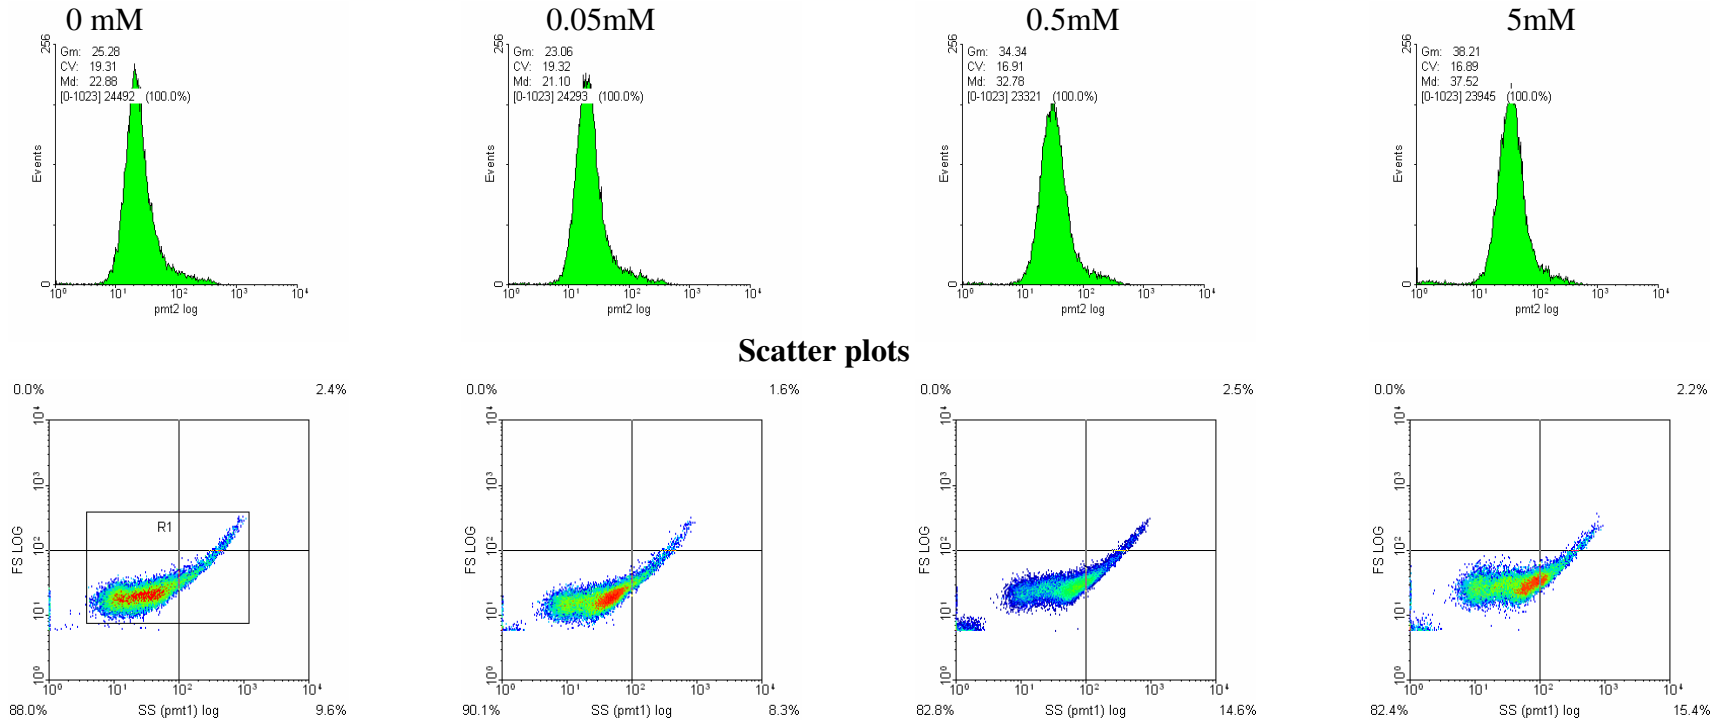 0 mM
0.05mM
0.5mM
5mM
256
Gm: 25.28
CV: 19.31
Md: 22.88
[0-1023] 24492 (100.0%)
Events
0
10⁰ 10¹ 10² 10³ 10⁴
pmt2 log
256
Gm: 23.06
CV: 19.32
Md: 21.10
[0-1023] 24293 (100.0%)
Events
0
10⁰ 10¹ 10² 10³ 10⁴
pmt2 log
256
Gm: 34.34
CV: 16.91
Md: 32.78
[0-1023] 23321 (100.0%)
Events
0
10⁰ 10¹ 10² 10³ 10⁴
pmt2 log
256
Gm: 38.21
CV: 16.89
Md: 37.52
[0-1023] 23945 (100.0%)
Events
0
10⁰ 10¹ 10² 10³ 10⁴
pmt2 log
Scatter plots
0.0% 2.4%
10⁴
10³
10²
10¹
10⁰
FS LOG
R1
10⁰ 10¹ 10² 10³ 10⁴
88.0% SS (pmt1) log 9.6%
0.0% 1.6%
10⁴
10³
10²
10¹
10⁰
FS LOG
10⁰ 10¹ 10² 10³ 10⁴
90.1% SS (pmt1) log 8.3%
0.0% 2.5%
10⁴
10³
10²
10¹
10⁰
FS LOG
10⁰ 10¹ 10² 10³ 10⁴
82.8% SS (pmt1) log 14.6%
0.0% 2.2%
10⁴
10³
10²
10¹
10⁰
FS LOG
10⁰ 10¹ 10² 10³ 10⁴
82.4% SS (pmt1) log 15.4%